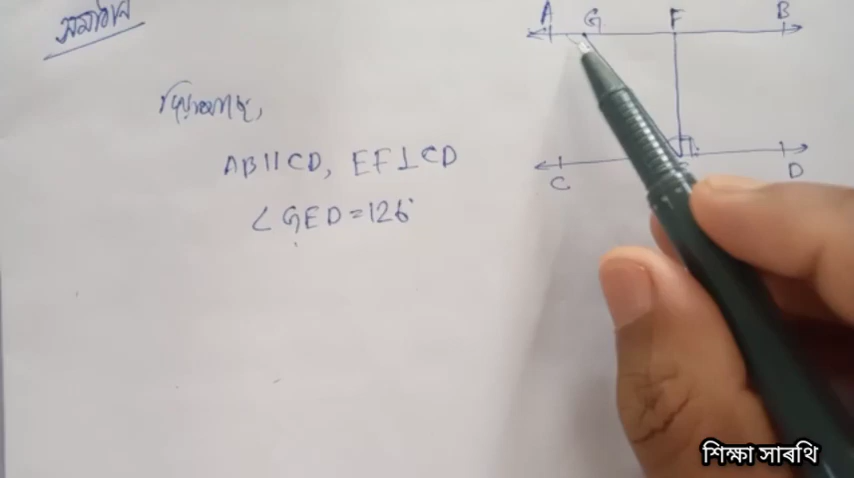 সমাধান
দিয়া আছে,
AB || CD, EF ⊥ CD
∠ GED = 126°
A G F B
C E D
শিক্ষা সাৰথি